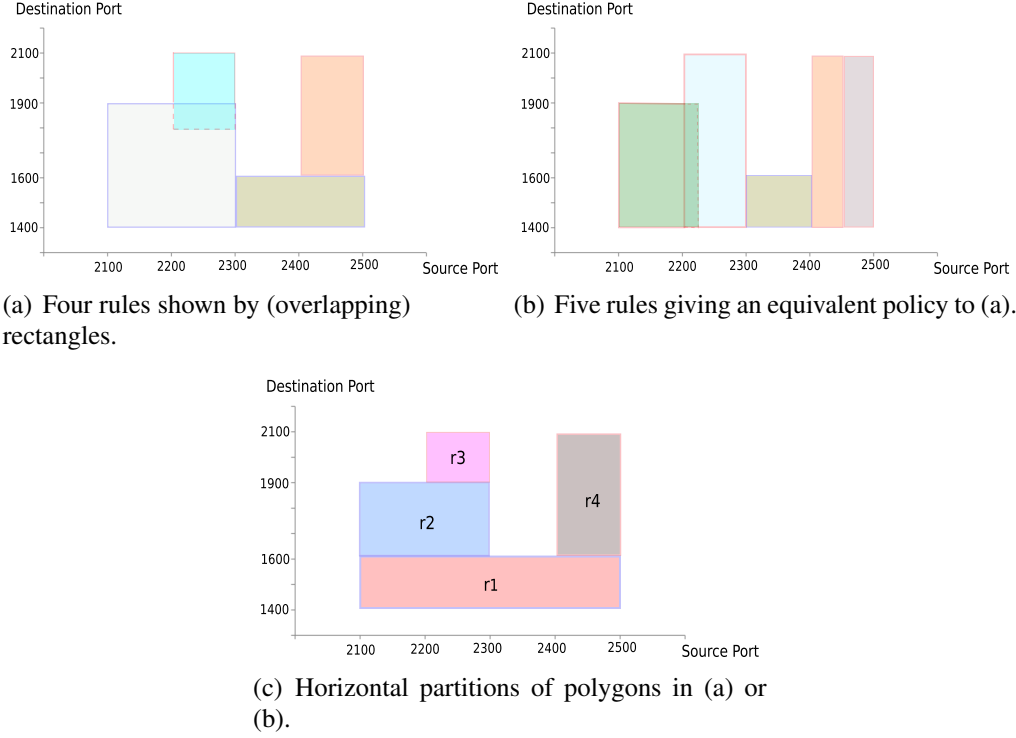 Destination Port
2100
1900
1600
1400
2100 2200 2300 2400 2500
Source Port
(a) Four rules shown by (overlapping)
rectangles.
Destination Port
2100
1900
1600
1400
2100 2200 2300 2400 2500
Source Port
(b) Five rules giving an equivalent policy to (a).
Destination Port
2100
r3
1900
r4
r2
1600
r1
1400
2100 2200 2300 2400 2500
Source Port
(c) Horizontal partitions of polygons in (a) or
(b).